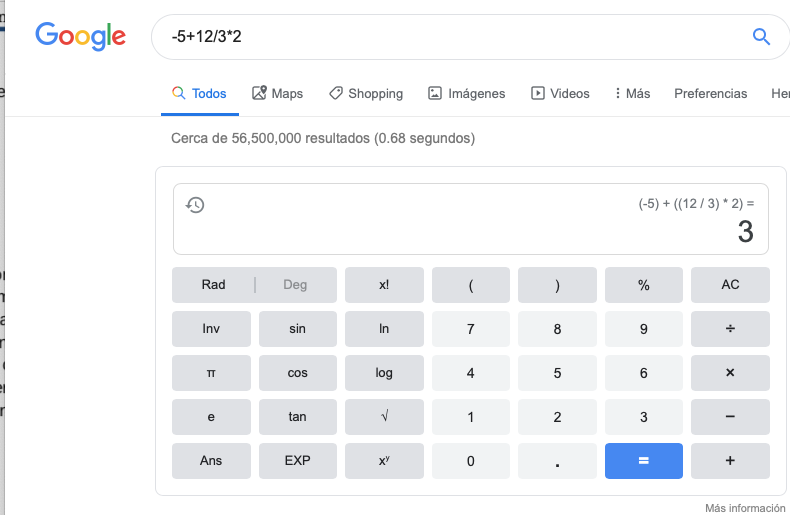 Google -5+12/3*2
Todos Maps Shopping Imágenes Videos Más Preferencias
Cerca de 56,500,000 resultados (0.68 segundos)
(-5) + ((12 / 3) * 2) =
3
Rad Deg x! ( ) % AC
Inv sin ln 7 8 9 ÷
π cos log 4 5 6 ×
e tan √ 1 2 3 −
Ans EXP xʸ 0 . = +
Más información